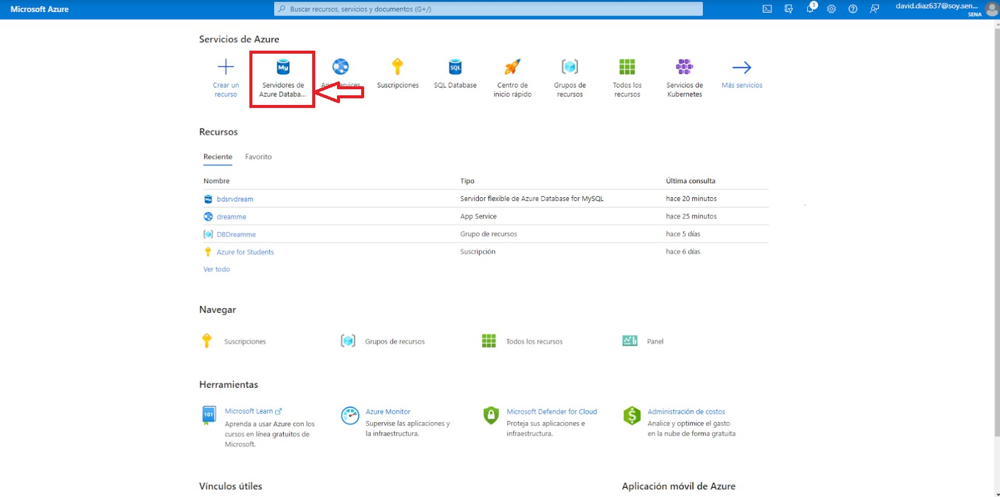 Microsoft Azure
Buscar recursos, servicios y documentos (G+/)
3
david.diaz637@soy.sen...
SENA
Servicios de Azure
Crear un
recurso
My
Servidores de
Azure Databa...
App Services
Suscripciones
SQL
SQL Database
Centro de
inicio rápido
Grupos de
recursos
Todos los
recursos
Servicios de
Kubernetes
Más servicios
Recursos
Reciente
Favorito
Nombre
Tipo
Última consulta
bdsrvdream
Servidor flexible de Azure Database for MySQL
hace 20 minutos
dreamme
App Service
hace 25 minutos
DBDreamme
Grupo de recursos
hace 5 días
Azure for Students
Suscripción
hace 6 días
Ver todo
Navegar
Suscripciones
Grupos de recursos
Todos los recursos
Panel
Herramientas
101
Microsoft Learn
Aprenda a usar Azure con los
cursos en línea gratuitos de
Microsoft.
Azure Monitor
Supervise las aplicaciones y
la infraestructura.
Microsoft Defender for Cloud
Proteja sus aplicaciones e
infraestructura.
Administración de costos
Analice y optimice el gasto
en la nube de forma gratuita
Vínculos útiles
Aplicación móvil de Azure